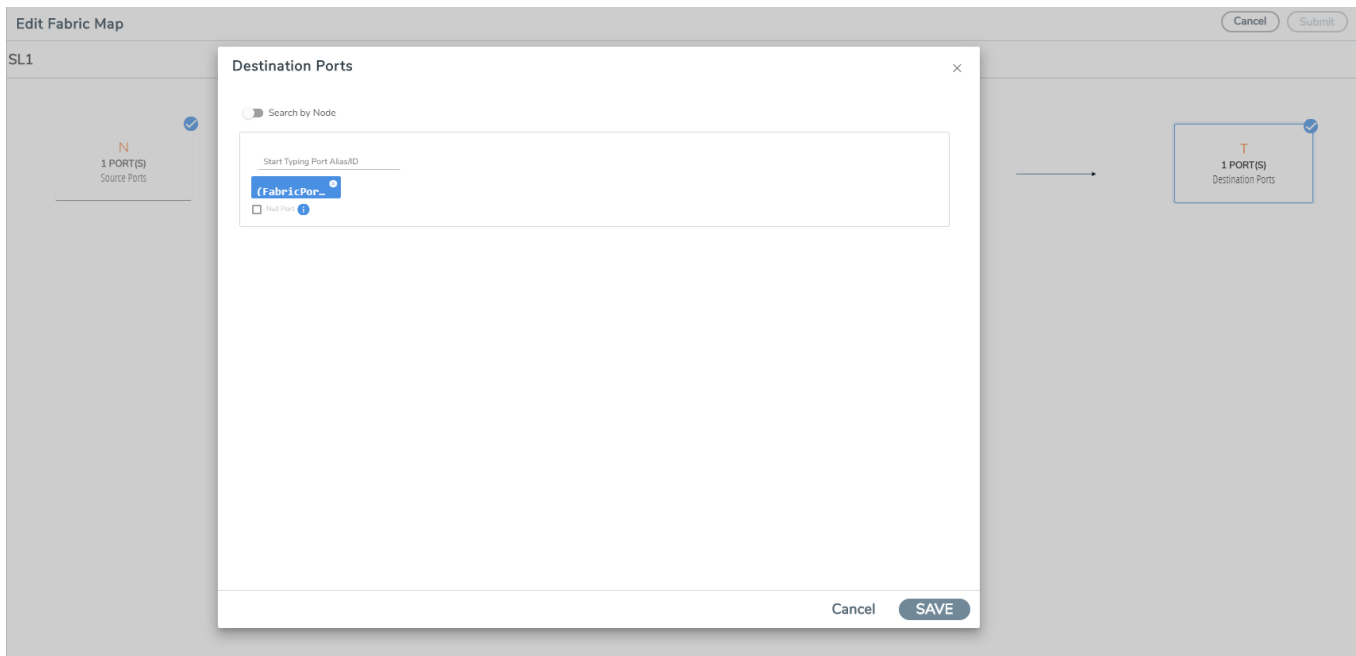 Edit Fabric Map
Cancel
Submit
SL1
Destination Ports
Search by Node
N
1 PORT(S)
Source Ports
Start Typing Port Alias/ID
(FabricPor…
Null Port
T
1 PORT(S)
Destination Ports
Cancel
SAVE